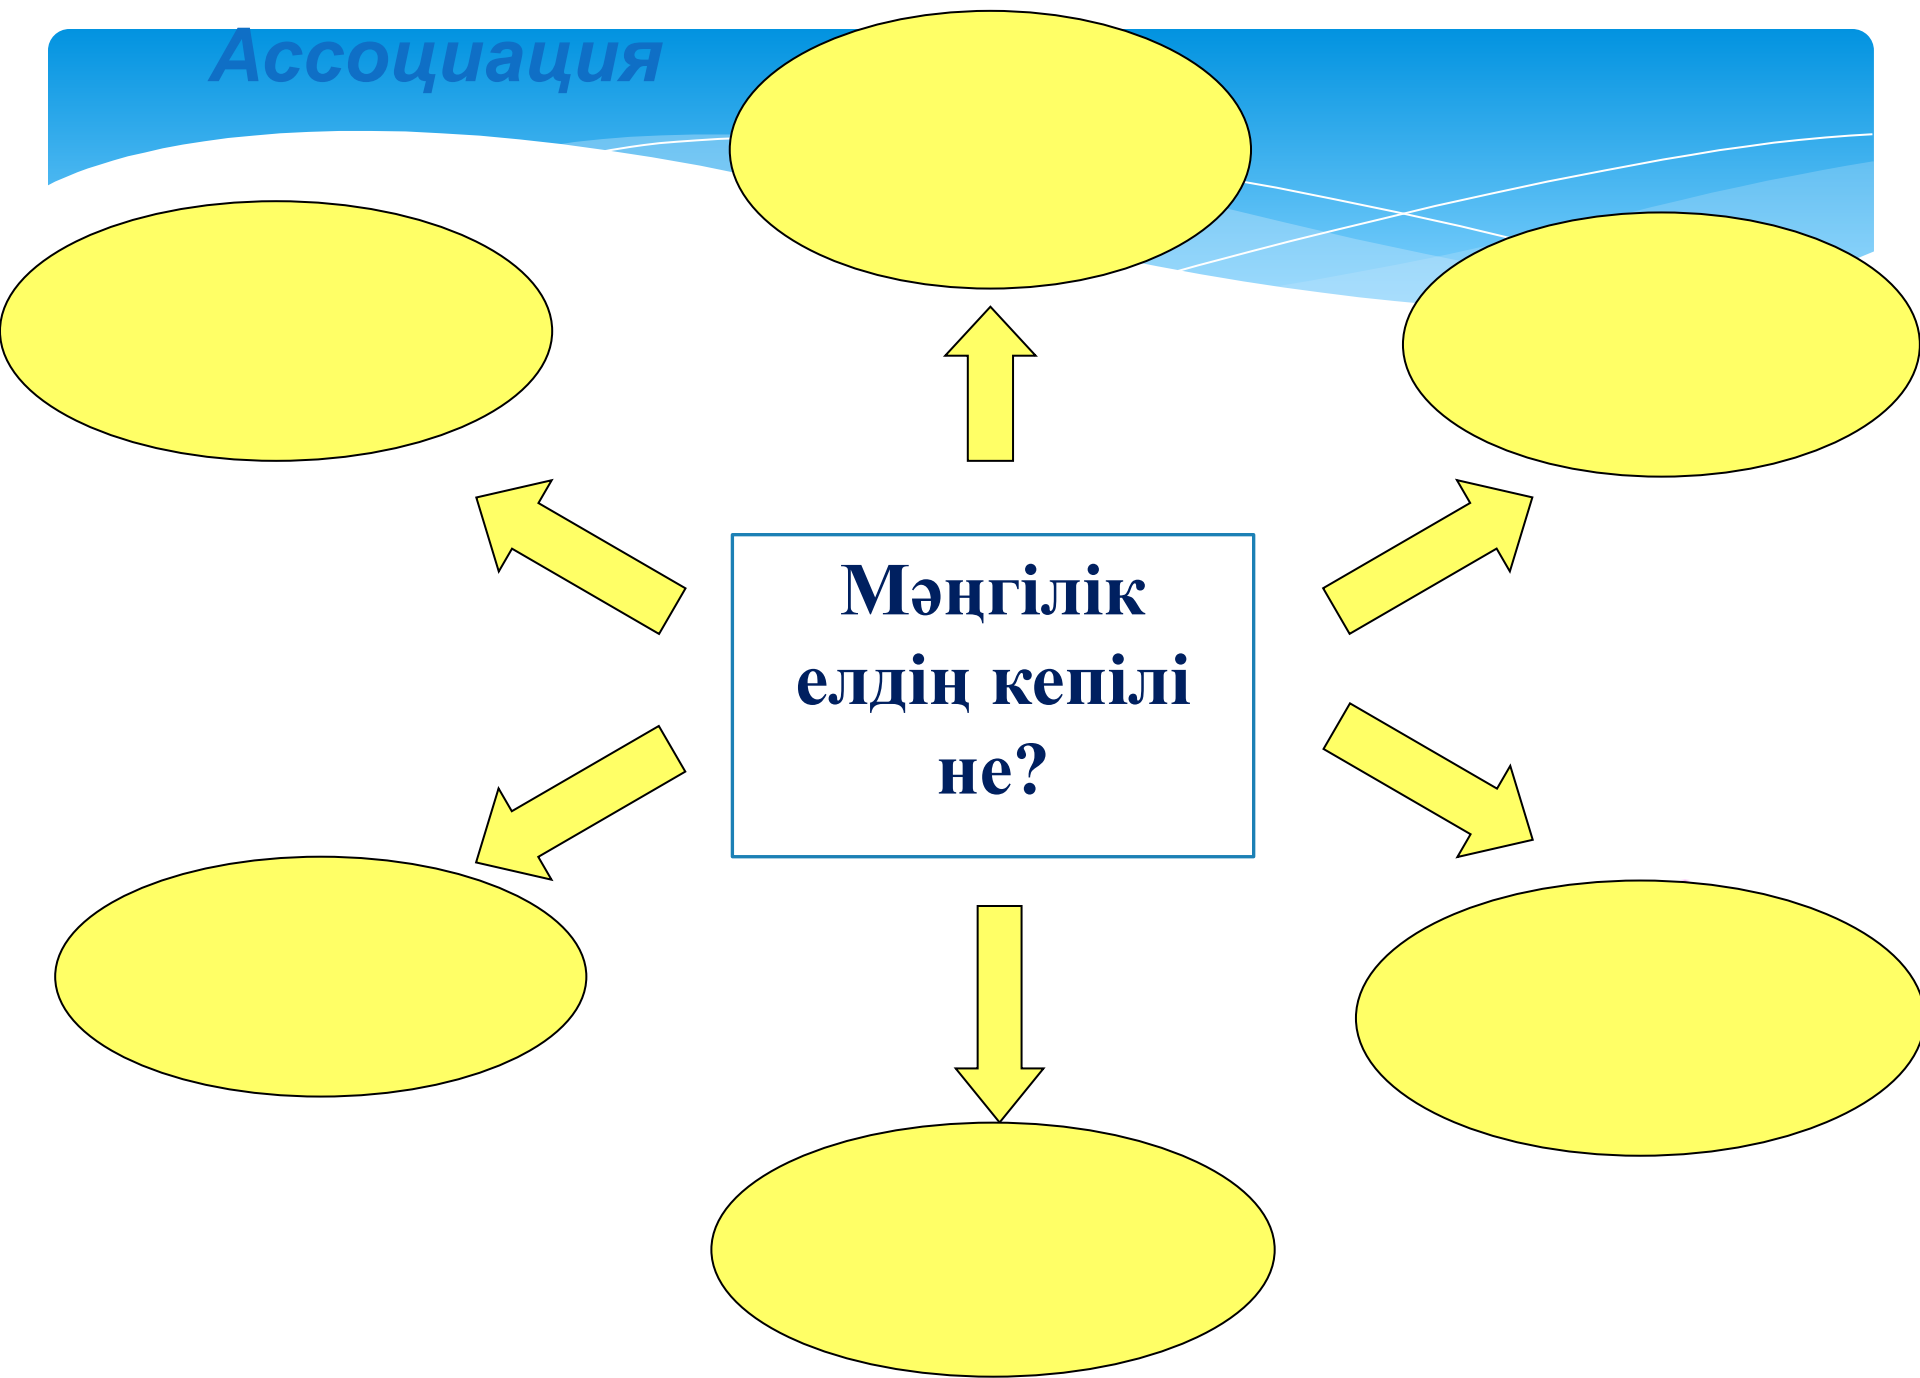 Ассоциация
Мәңгілік
елдің кепілі
не?